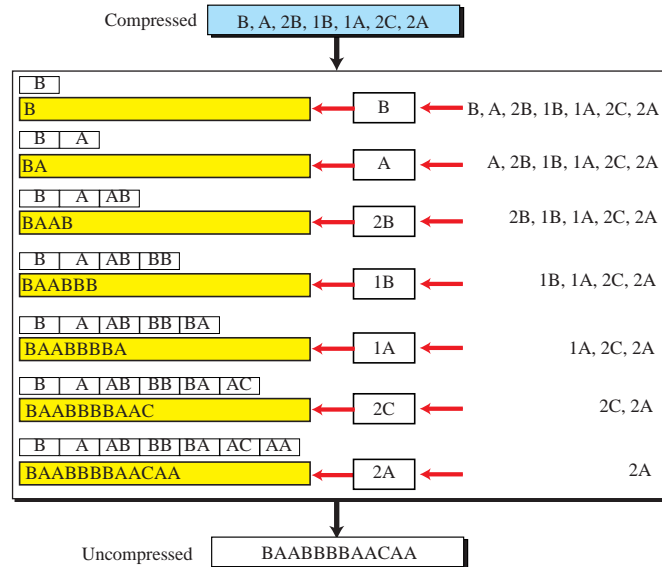 Compressed B, A, 2B, 1B, 1A, 2C, 2A
B
B B B, A, 2B, 1B, 1A, 2C, 2A
B A
BA A A, 2B, 1B, 1A, 2C, 2A
B A AB
BAAB 2B 2B, 1B, 1A, 2C, 2A
B A AB BB
BAABBB 1B 1B, 1A, 2C, 2A
B A AB BB BA
BAABBBBA 1A 1A, 2C, 2A
B A AB BB BA AC
BAABBBBAAC 2C 2C, 2A
B A AB BB BA AC AA
BAABBBBAACAA 2A 2A
Uncompressed BAABBBBAACAA